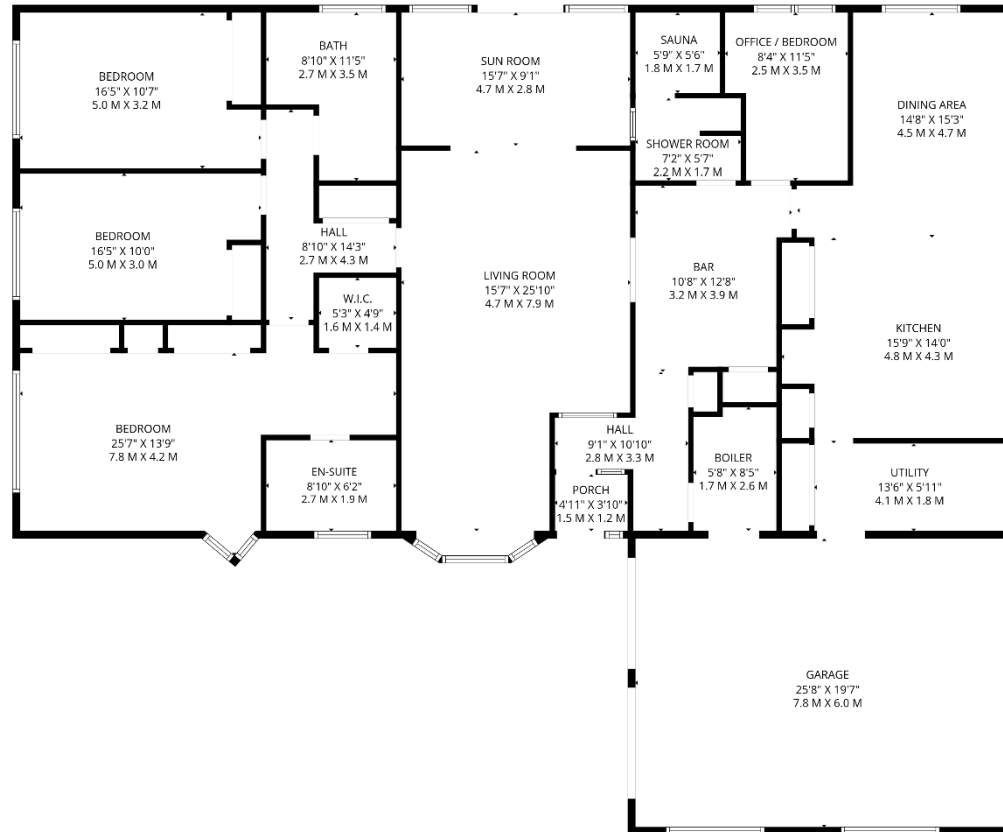 BEDROOM
16'5" X 10'7"
5.0 M X 3.2 M
BATH
8'10" X 11'5"
2.7 M X 3.5 M
SUN ROOM
15'7" X 9'1"
4.7 M X 2.8 M
SAUNA
5'9" X 5'6"
1.8 M X 1.7 M
OFFICE / BEDROOM
8'4" X 11'5"
2.5 M X 3.5 M
DINING AREA
14'8" X 15'3"
4.5 M X 4.7 M
SHOWER ROOM
7'2" X 5'7"
2.2 M X 1.7 M
BEDROOM
16'5" X 10'0"
5.0 M X 3.0 M
HALL
8'10" X 14'3"
2.7 M X 4.3 M
W.I.C.
5'3" X 4'9"
1.6 M X 1.4 M
LIVING ROOM
15'7" X 25'10"
4.7 M X 7.9 M
BAR
10'8" X 12'8"
3.2 M X 3.9 M
KITCHEN
15'9" X 14'0"
4.8 M X 4.3 M
BEDROOM
25'7" X 13'9"
7.8 M X 4.2 M
EN-SUITE
8'10" X 6'2"
2.7 M X 1.9 M
HALL
9'1" X 10'10"
2.8 M X 3.3 M
PORCH
4'11" X 3'10"
1.5 M X 1.2 M
BOILER
5'8" X 8'5"
1.7 M X 2.6 M
UTILITY
13'6" X 5'11"
4.1 M X 1.8 M
GARAGE
25'8" X 19'7"
7.8 M X 6.0 M